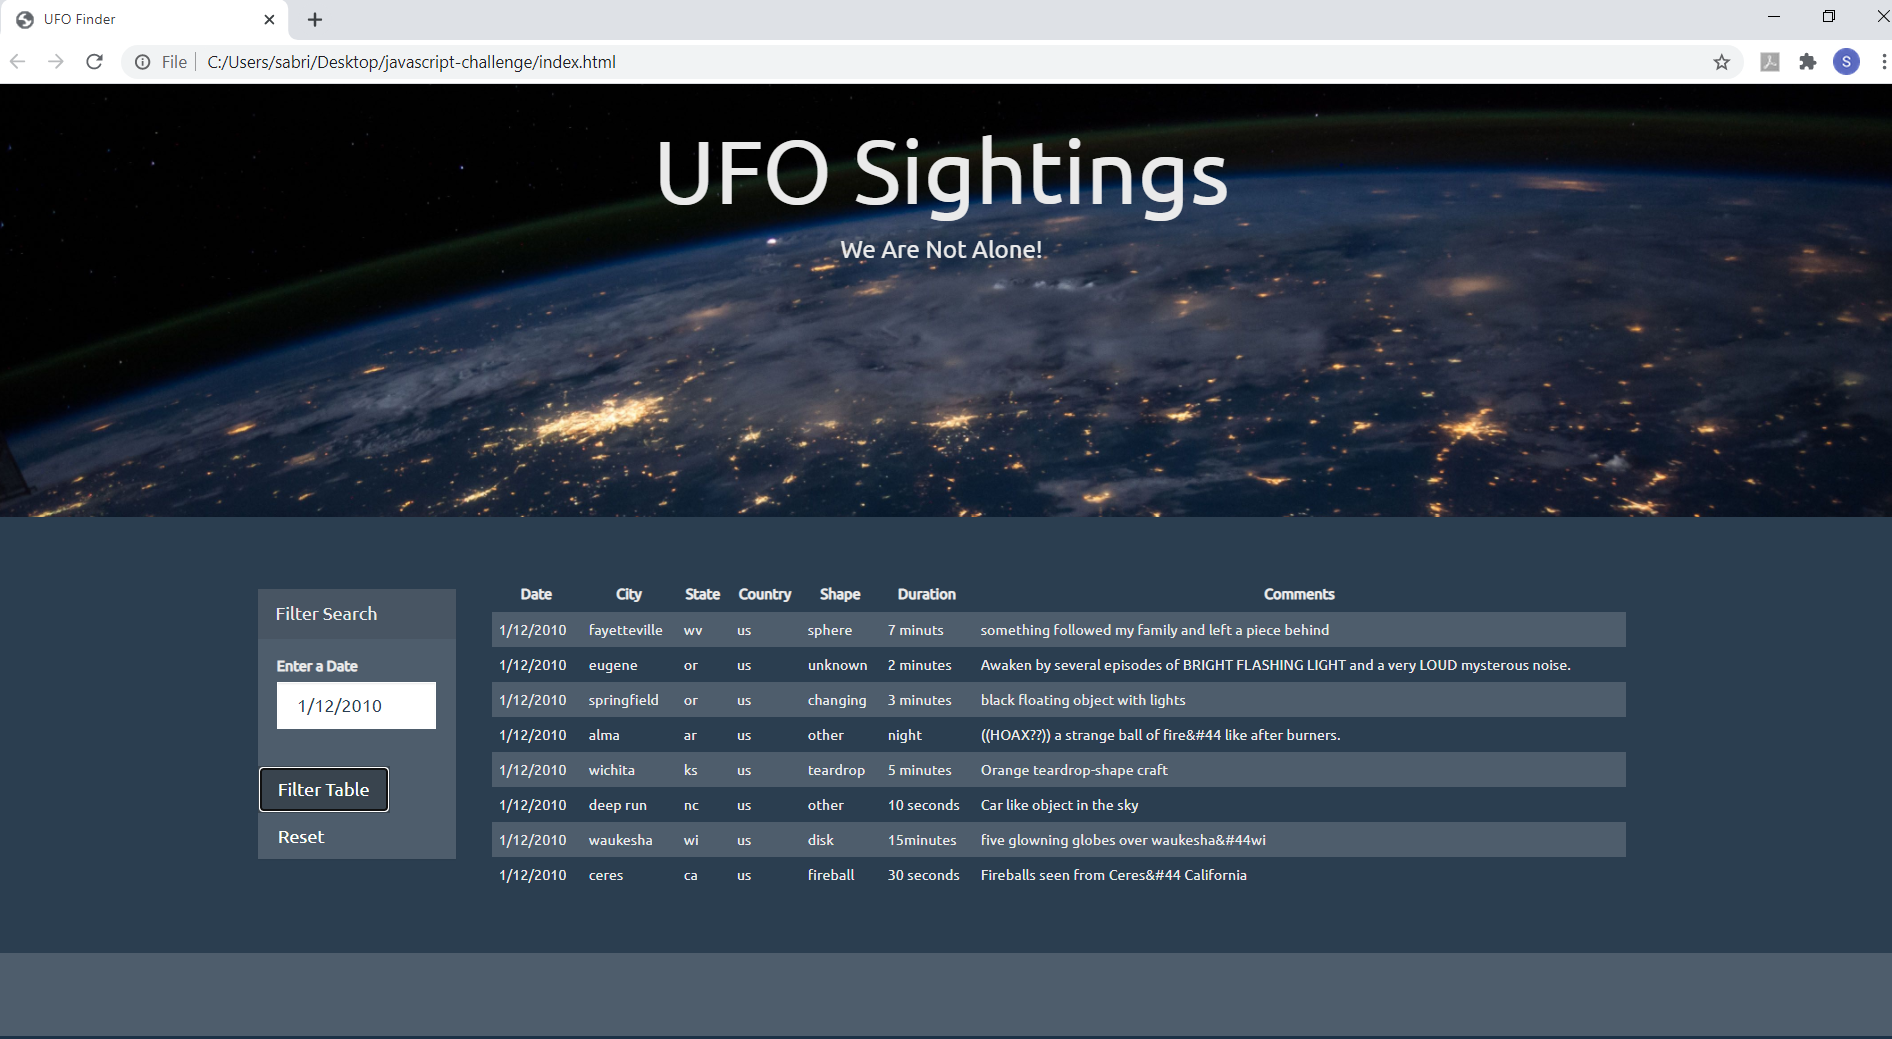 UFO Finder
File C:/Users/sabri/Desktop/javascript-challenge/index.html
S
UFO Sightings
We Are Not Alone!
Filter Search
Enter a Date
1/12/2010
Filter Table
Reset
Date City State Country Shape Duration Comments
1/12/2010 fayetteville wv us sphere 7 minuts something followed my family and left a piece behind
1/12/2010 eugene or us unknown 2 minutes Awaken by several episodes of BRIGHT FLASHING LIGHT and a very LOUD mysterous noise.
1/12/2010 springfield or us changing 3 minutes black floating object with lights
1/12/2010 alma ar us other night ((HOAX??)) a strange ball of fire&#44 like after burners.
1/12/2010 wichita ks us teardrop 5 minutes Orange teardrop-shape craft
1/12/2010 deep run nc us other 10 seconds Car like object in the sky
1/12/2010 waukesha wi us disk 15minutes five glowning globes over waukesha&#44wi
1/12/2010 ceres ca us fireball 30 seconds Fireballs seen from Ceres&#44 California